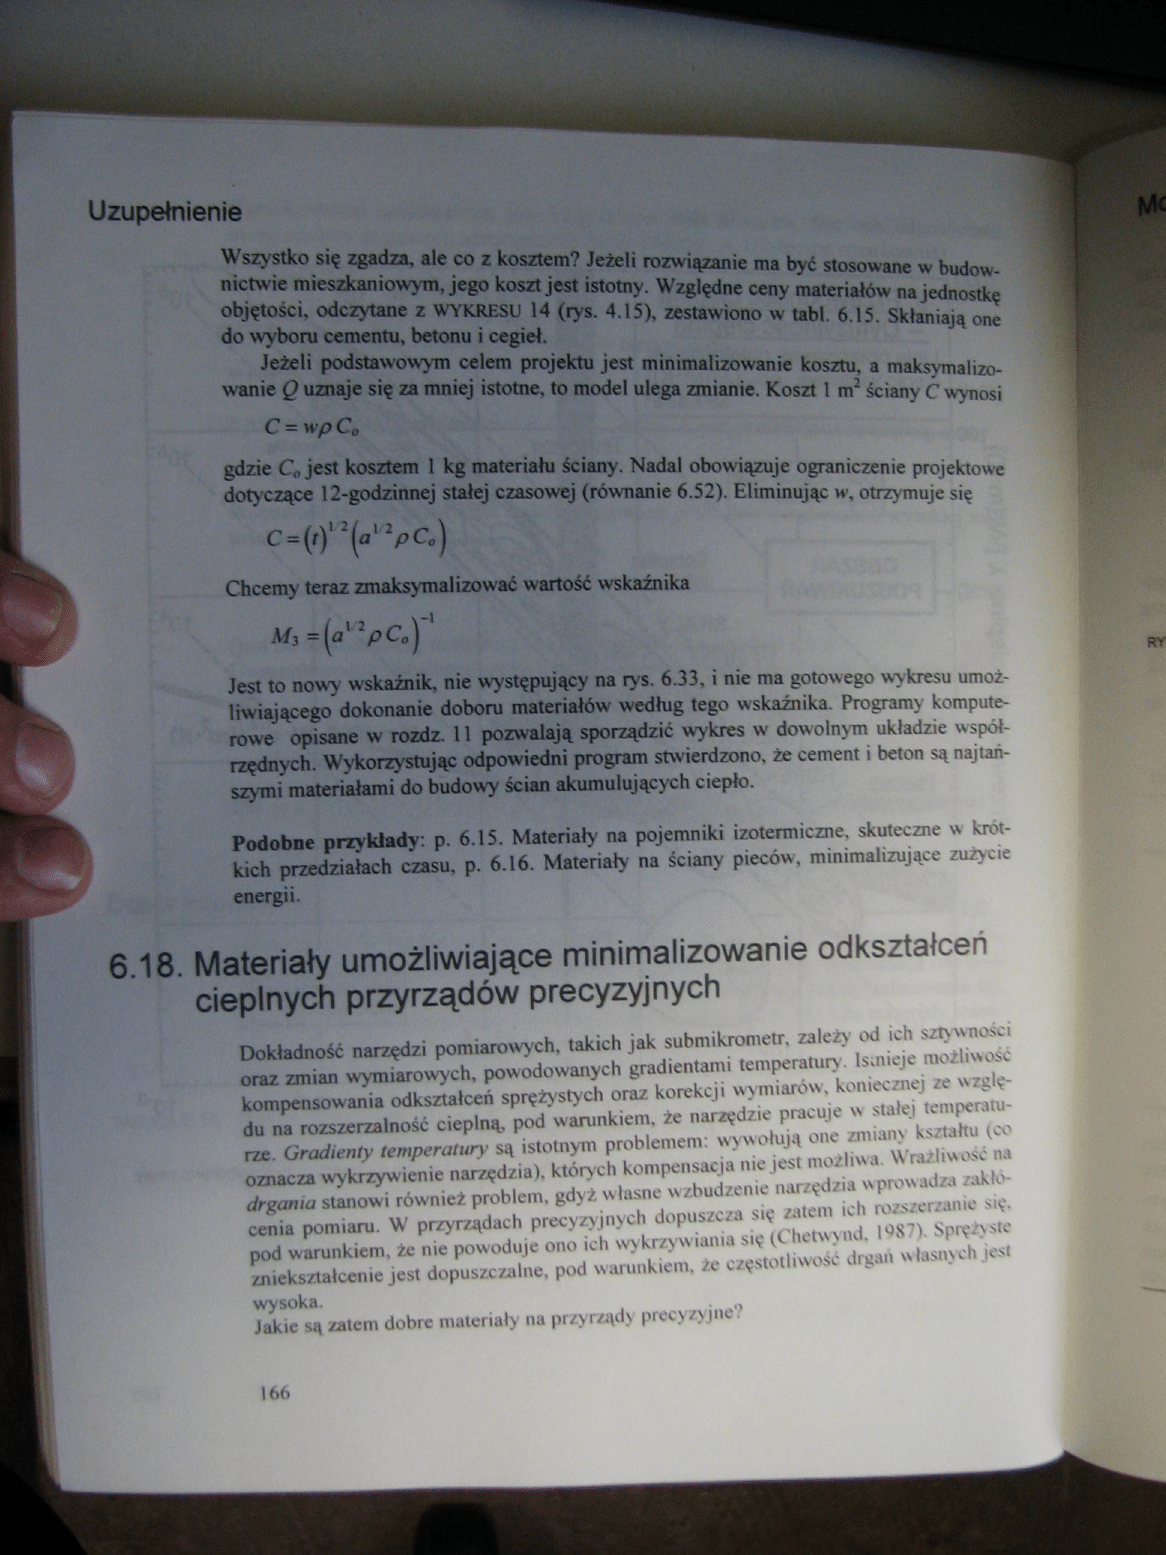 Uzupełnienie
Wszystko się zgadza, ale co z kosztem? Jeżeli rozwiązanie ma być stosowane w budow-
nictwie mieszkaniowym, jego koszt jest istotny. Względne ceny materiałów na jednostkę
objętości, odczytane z WYKRESU 14 (rys. 4.15), zestawiono w tabl. 6.15. Skłaniają one
do wyboru cementu, betonu i cegieł.
Jeżeli podstawowym celem projektu jest minimalizowanie kosztu, a maksymalizo-
wanie Q uznaje się za mniej istotne, to model ulega zmianie. Koszt 1 m² ściany C wynosi
C = wρCₒ
gdzie Cₒ jest kosztem 1 kg materiału ściany. Nadal obowiązuje ograniczenie projektowe
dotyczące 12-godzinnej stałej czasowej (równanie 6.52). Eliminując w, otrzymuje się
C = (t)^{1/2}(a^{1/2}ρCₒ)
Chcemy teraz zmaksymalizować wartość wskaźnika
M₃ = (a^{1/2}ρCₒ)^{-1}
Jest to nowy wskaźnik, nie występujący na rys. 6.33, i nie ma gotowego wykresu umoż-
liwiającego dokonanie doboru materiałów według tego wskaźnika. Programy kompute-
rowe opisane w rozdz. 11 pozwalają sporządzić wykres w dowolnym układzie współ-
rzędnych. Wykorzystując odpowiedni program stwierdzono, że cement i beton są najtań-
szymi materiałami do budowy ścian akumulujących ciepło.
Podobne przykłady: p. 6.15. Materiały na pojemniki izotermiczne, skuteczne w krót-
kich przedziałach czasu, p. 6.16. Materiały na ściany pieców, minimalizujące zużycie
energii.
6.18. Materiały umożliwiające minimalizowanie odkształceń
cieplnych przyrządów precyzyjnych
Dokładność narzędzi pomiarowych, takich jak submikrometr, zależy od ich sztywności
oraz zmian wymiarowych, powodowanych gradientami temperatury. Istnieje możliwość
kompensowania odkształceń sprężystych oraz korekcji wymiarów, koniecznej ze wzglę-
du na rozszerzalność cieplną, pod warunkiem, że narzędzie pracuje w stałej temperatu-
rze. Gradienty temperatury są istotnym problemem: wywołują one zmiany kształtu (co
oznacza wykrzywienie narzędzia), których kompensacja nie jest możliwa. Wrażliwość na
drgania stanowi również problem, gdyż własne wzbudzenie narzędzia wprowadza zakłó-
cenia pomiaru. W przyrządach precyzyjnych dopuszcza się zatem ich rozszerzanie się,
pod warunkiem, że nie powoduje ono ich wykrzywiania się (Chetwynd, 1987). Sprężyste
zniekształcenie jest dopuszczalne, pod warunkiem, że częstotliwość drgań własnych jest
wysoka.
Jakie są zatem dobre materiały na przyrządy precyzyjne?
166
RY